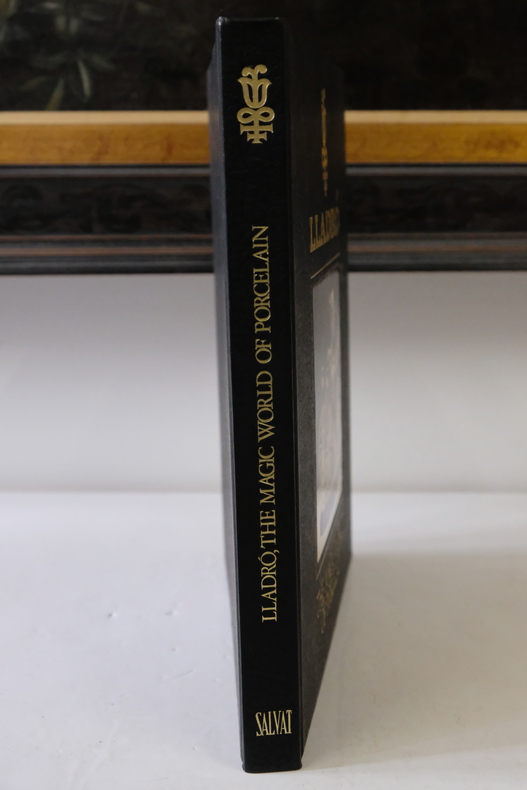 LLADRÓ, THE MAGIC WORLD OF PORCELAIN
SALVAT
LLADRÓ